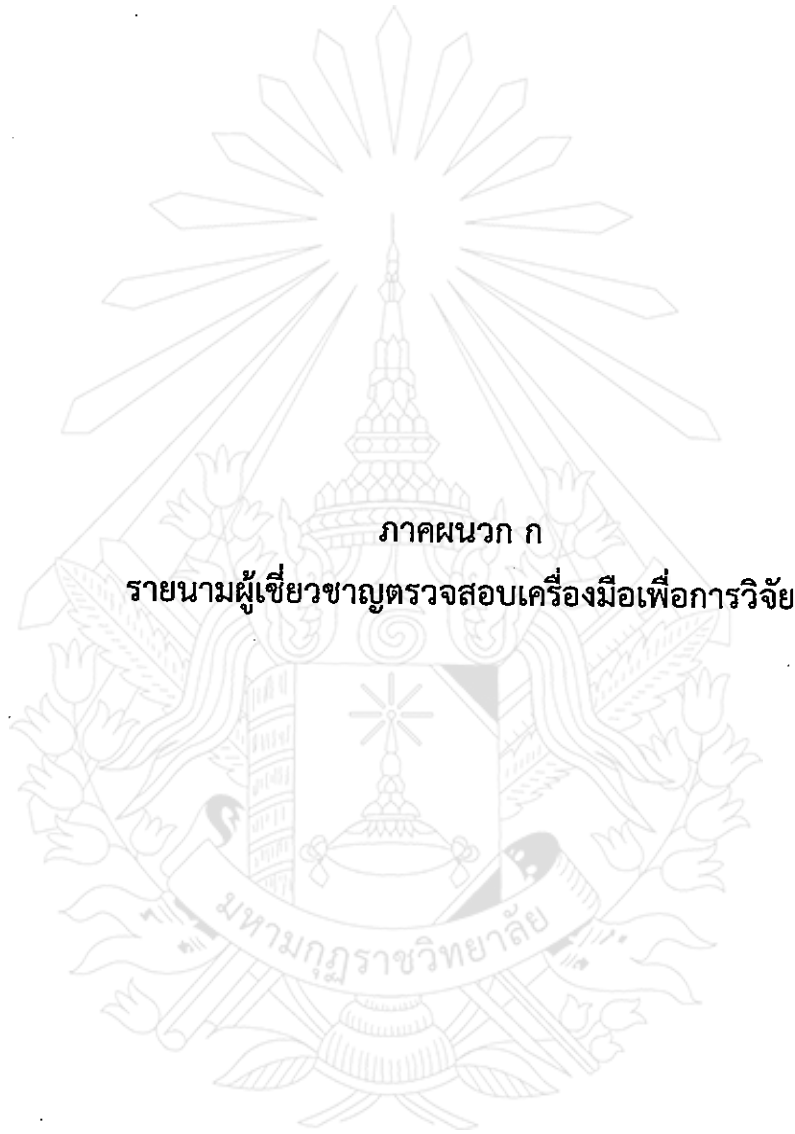 ภาคผนวก ก
รายนามผู้เชี่ยวชาญตรวจสอบเครื่องมือเพื่อการวิจัย
มหามกุฏราชวิทยาลัย